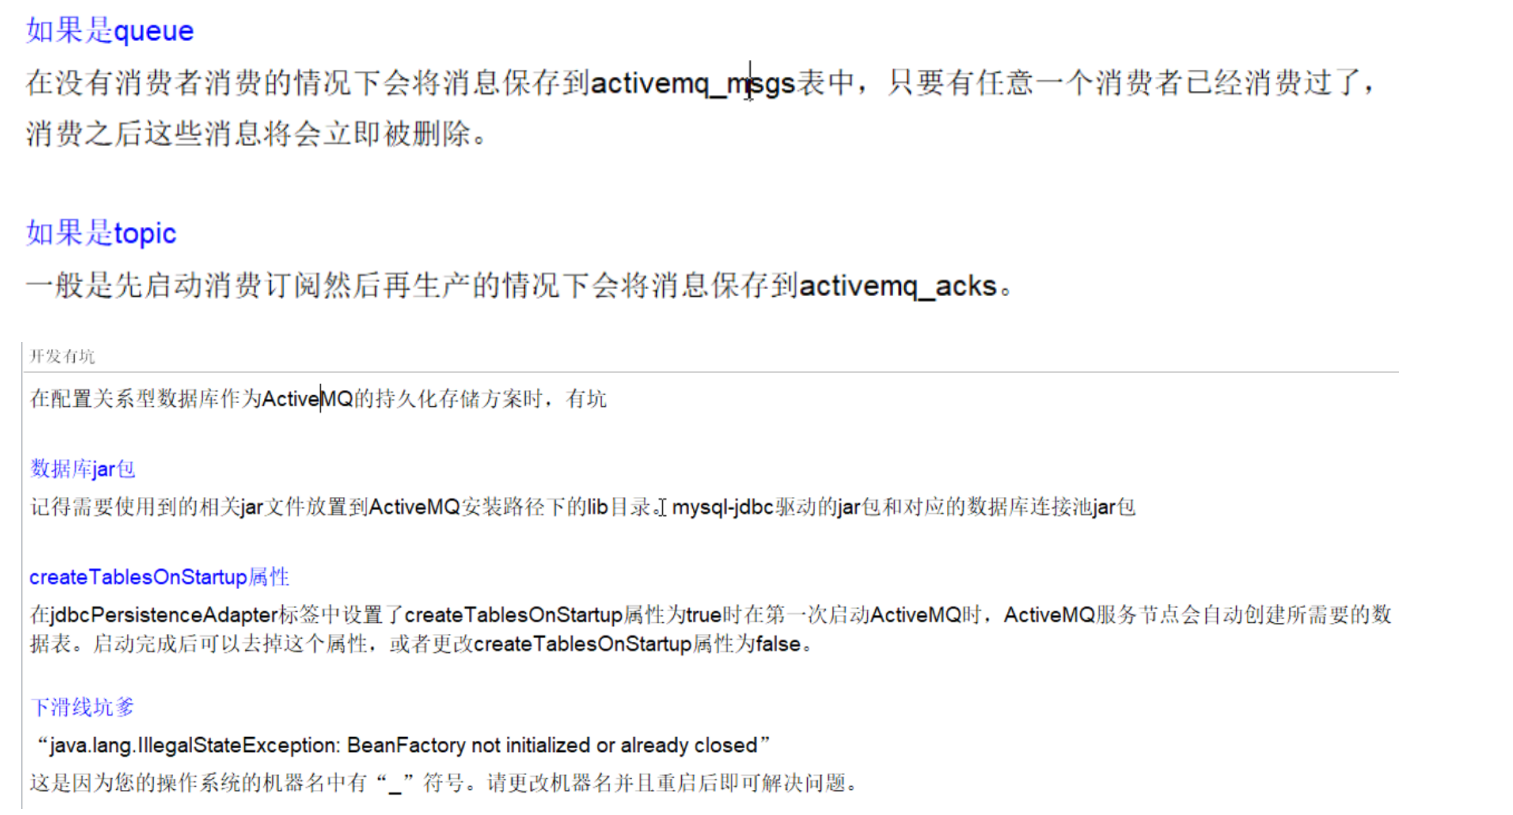 如果是queue
在没有消费者消费的情况下会将消息保存到activemq_msgs表中，只要有任意一个消费者已经消费过了，
消费之后这些消息将会立即被删除。
如果是topic
一般是先启动消费订阅然后再生产的情况下会将消息保存到activemq_acks。
开发有坑
在配置关系型数据库作为ActiveMQ的持久化存储方案时，有坑
数据库jar包
记得需要使用到的相关jar文件放置到ActiveMQ安装路径下的lib目录。mysql-jdbc驱动的jar包和对应的数据库连接池jar包
createTablesOnStartup属性
在jdbcPersistenceAdapter标签中设置了createTablesOnStartup属性为true时在第一次启动ActiveMQ时，ActiveMQ服务节点会自动创建所需要的数
据表。启动完成后可以去掉这个属性，或者更改createTablesOnStartup属性为false。
下滑线坑爹
“java.lang.IllegalStateException: BeanFactory not initialized or already closed”
这是因为您的操作系统的机器名中有“_”符号。请更改机器名并且重启后即可解决问题。